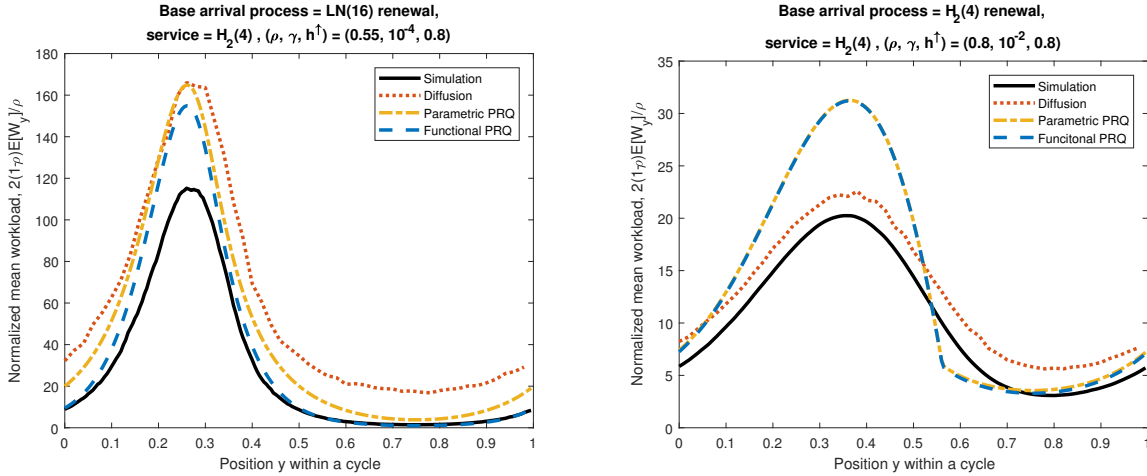 Base arrival process = LN(16) renewal,
service = H₂(4) , (ρ, γ, h↑) = (0.55, 10⁻⁴, 0.8)
Normalized mean workload, 2(1-ρ)E[W_y]/ρ
180
160
140
120
100
80
60
40
20
0
Simulation
Diffusion
Parametric PRQ
Functional PRQ
0 0.1 0.2 0.3 0.4 0.5 0.6 0.7 0.8 0.9 1
Position y within a cycle
Base arrival process = H₂(4) renewal,
service = H₂(4) , (ρ, γ, h↑) = (0.8, 10⁻², 0.8)
Normalized mean workload, 2(1-ρ)E[W_y]/ρ
35
30
25
20
15
10
5
0
Simulation
Diffusion
Parametric PRQ
Funcitonal PRQ
0 0.1 0.2 0.3 0.4 0.5 0.6 0.7 0.8 0.9 1
Position y within a cycle